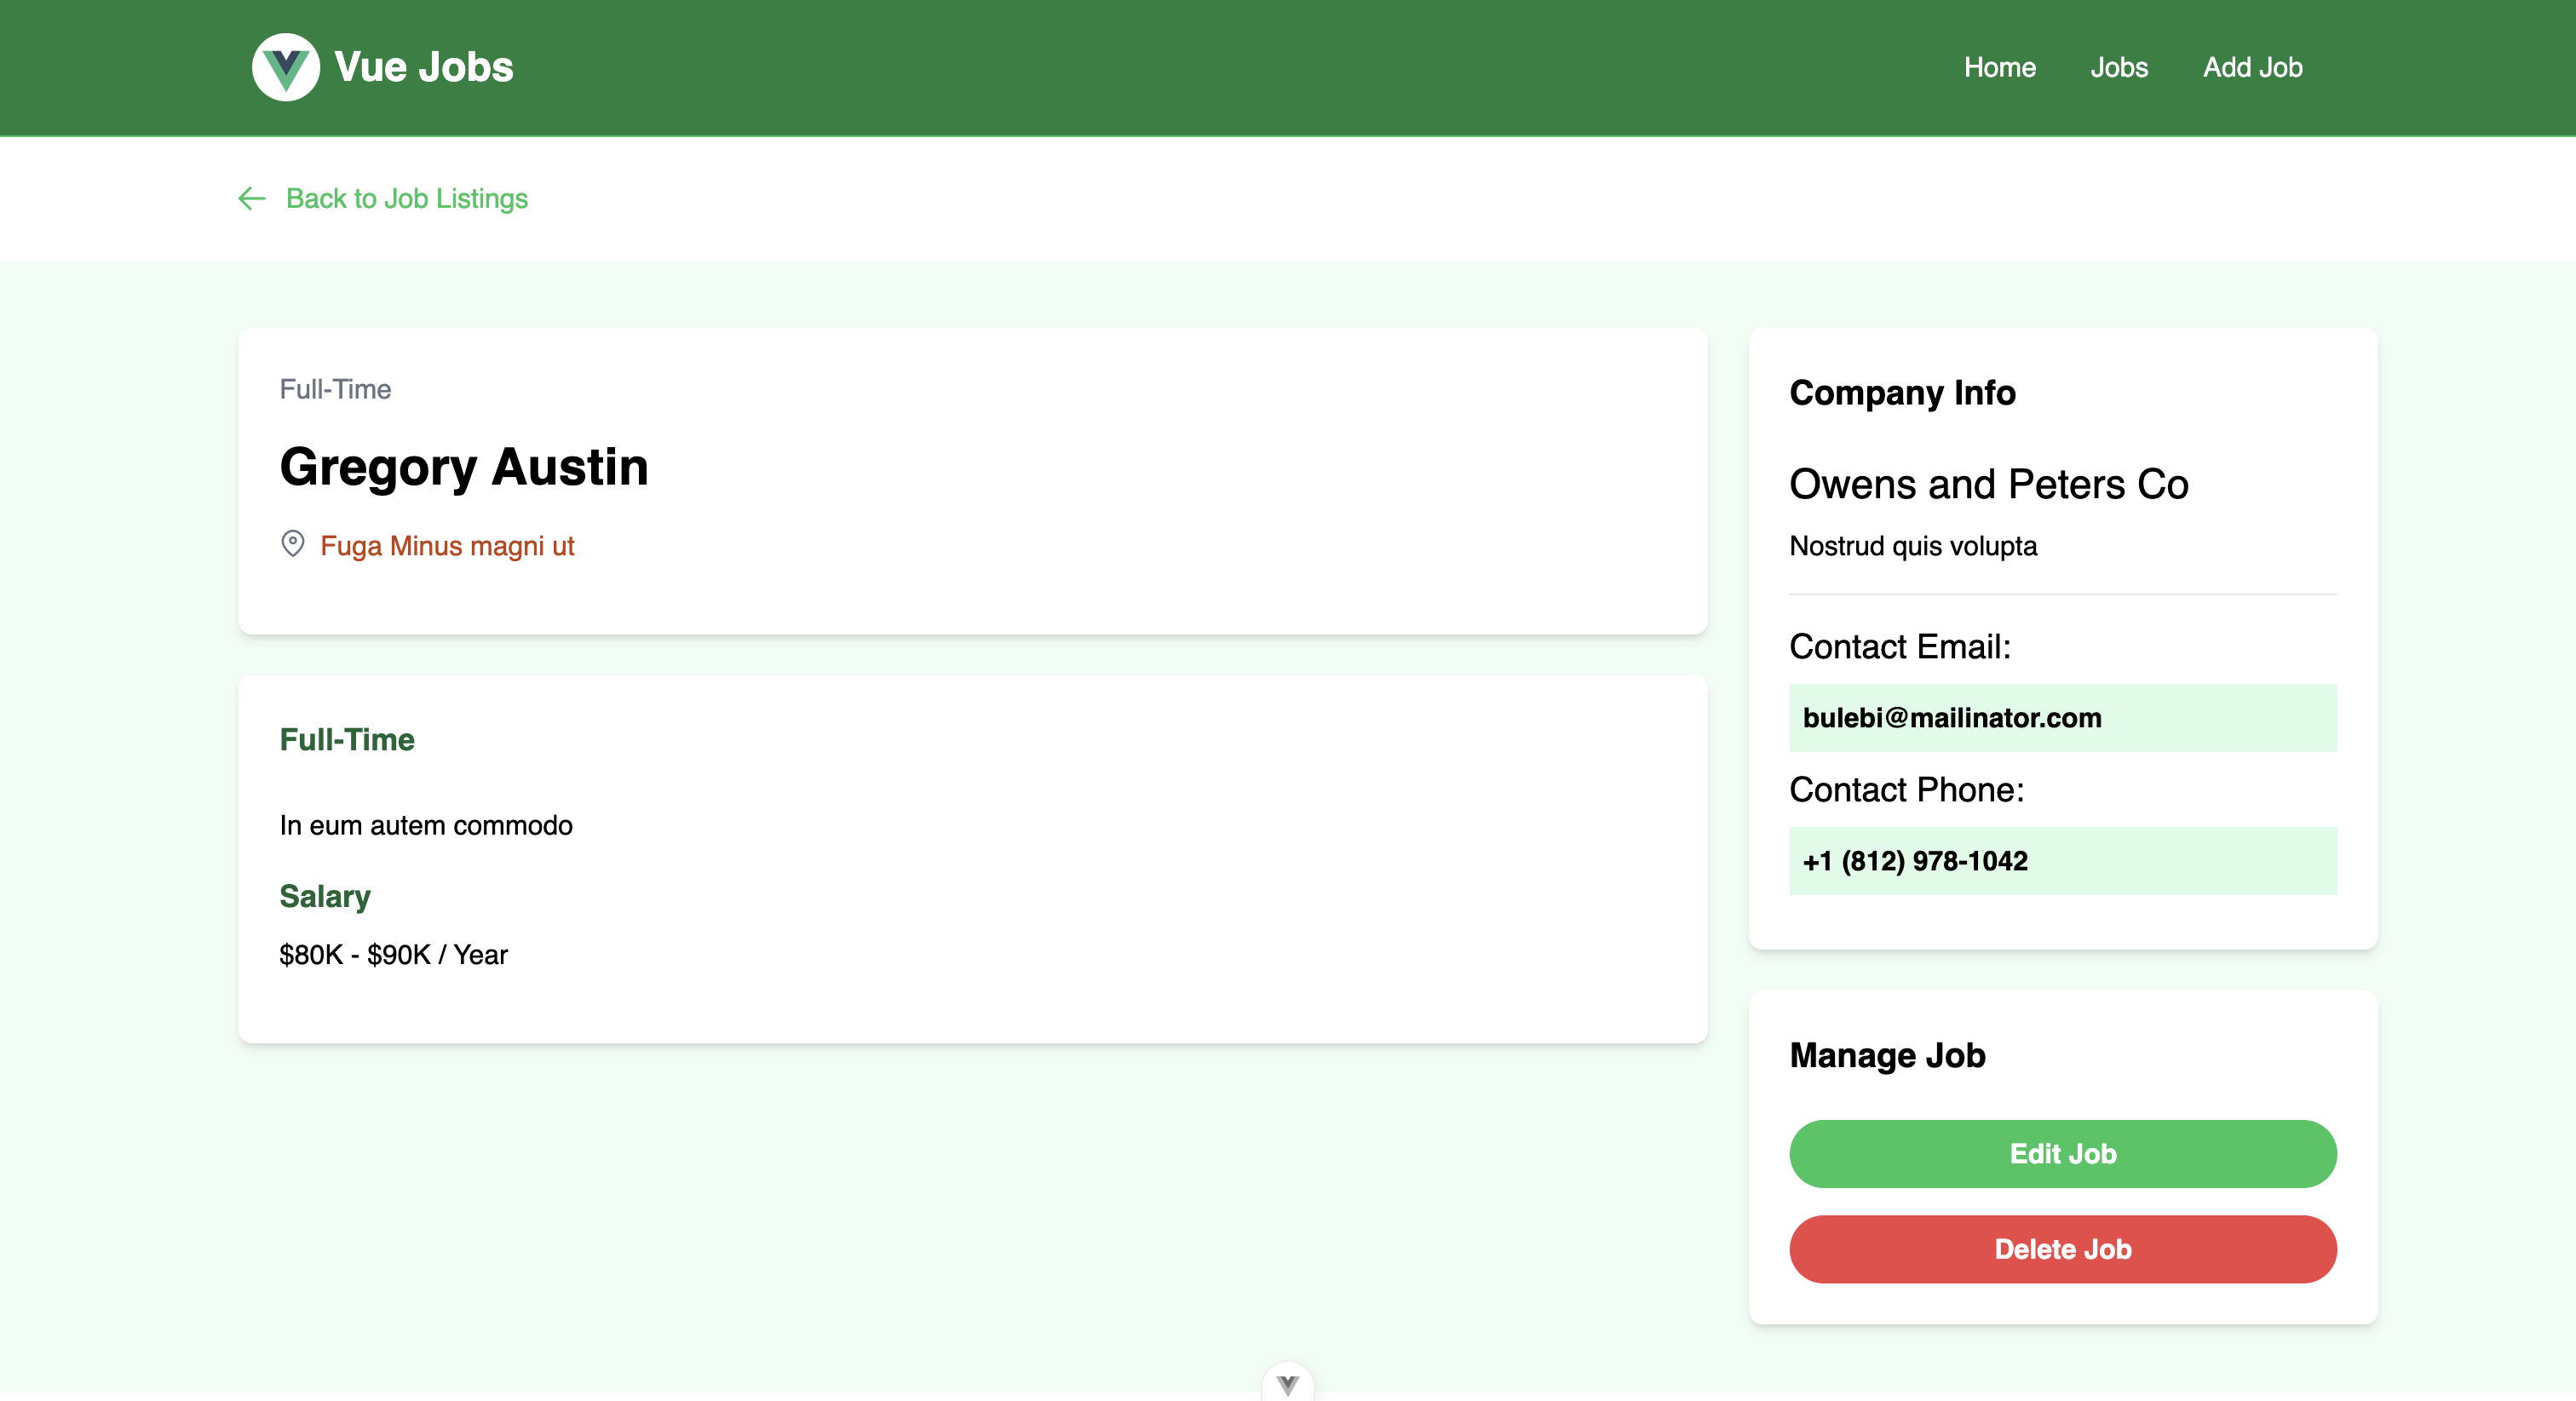 Vue Jobs
Home
Jobs
Add Job
Back to Job Listings
Full-Time
Gregory Austin
Fuga Minus magni ut
Full-Time
In eum autem commodo
Salary
$80K - $90K / Year
Company Info
Owens and Peters Co
Nostrud quis volupta
Contact Email:
bulebi@mailinator.com
Contact Phone:
+1 (812) 978-1042
Manage Job
Edit Job
Delete Job